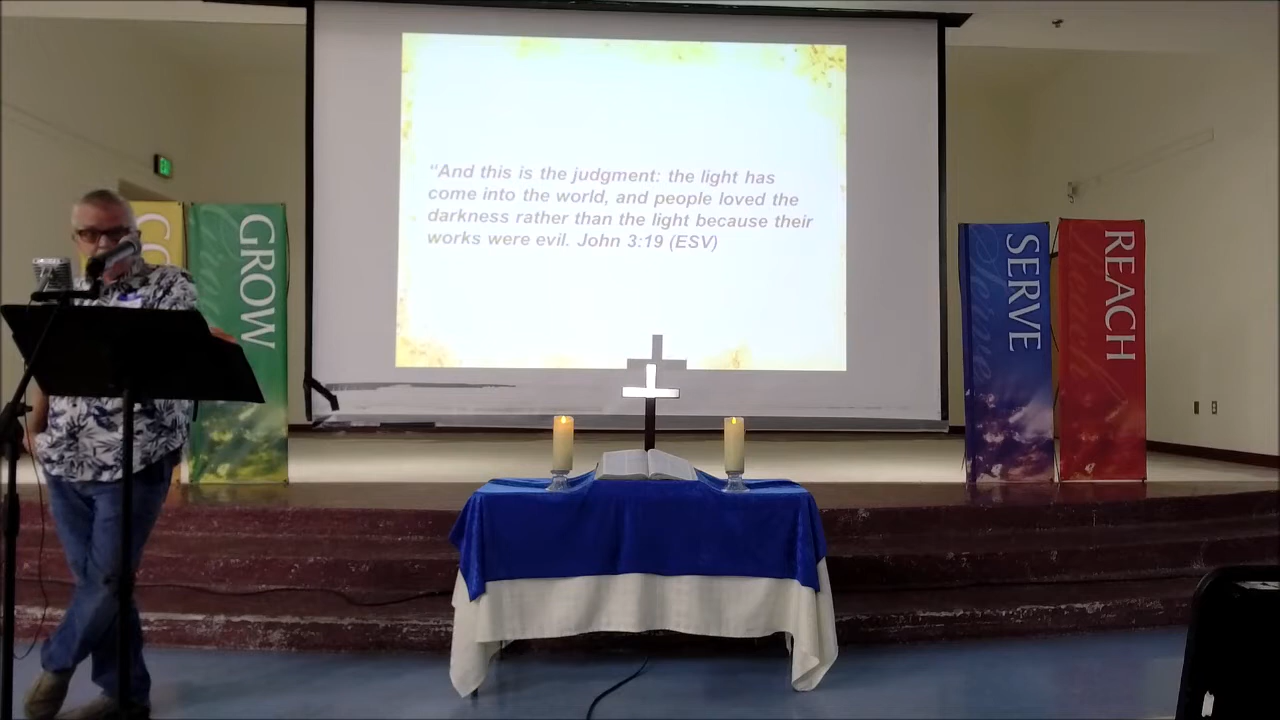 “And this is the judgment: the light has
come into the world, and people loved the
darkness rather than the light because their
works were evil. John 3:19 (ESV)
GROW
SERVE
REACH